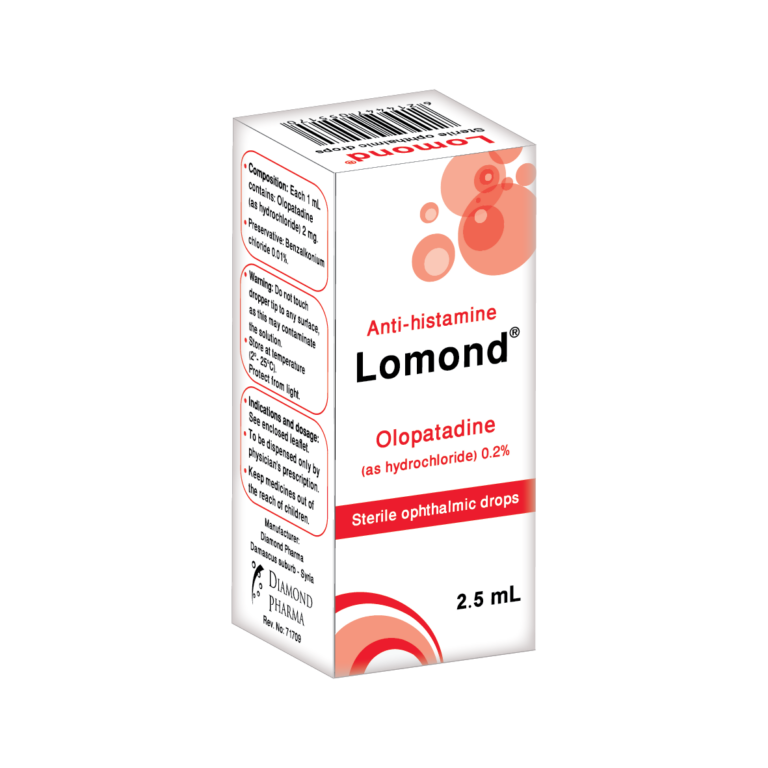 Sterile ophthalmic drops
Lomond®
• Composition: Each 1 mL
contains: Olopatadine
(as hydrochloride) 2 mg.
• Preservative: Benzalkonium
chloride 0.01%.
• Warning: Do not touch
dropper tip to any surface,
as this may contaminate
the solution.
• Store at temperature
(2° - 25°C).
Protect from light.
• Indications and dosage:
See enclosed leaflet.
• To be dispensed only by
physician's prescription.
• Keep medicines out of
the reach of children.
Manufacturer:
Diamond Pharma
Damascus suburb - Syria
DIAMOND
PHARMA
Rev. No: 71709
Anti-histamine
Lomond®
Olopatadine
(as hydrochloride) 0.2%
Sterile ophthalmic drops
2.5 mL